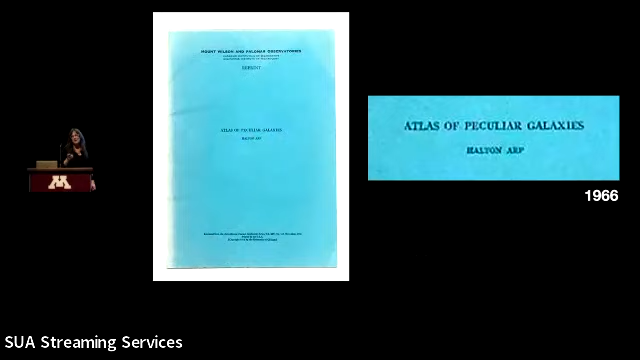 MOUNT WILSON AND PALOMAR OBSERVATORIES
REPRINT
ATLAS OF PECULIAR GALAXIES
HALTON ARP
ATLAS OF PECULIAR GALAXIES
HALTON ARP
1966
M
SUA Streaming Services